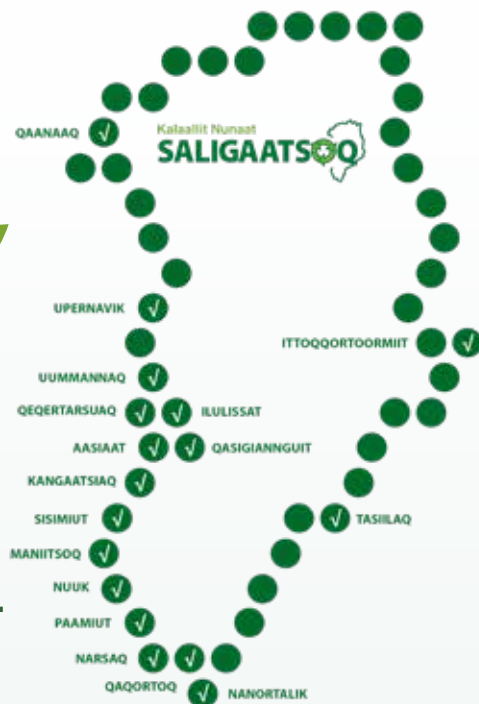 QAANAAQ
Kalaallit Nunaat
SALIGAATSOQ
UPERNAVIK
ITTOQQORTOORMIIT
UUMMANNAQ
QEQERTARSUAQ
ILULISSAT
AASIAAT
QASIGIANNGUIT
KANGAATSIAQ
SISIMIUT
TASIILAQ
MANIITSOQ
NUUK
PAAMIUT
NARSAQ
QAQORTOQ
NANORTALIK